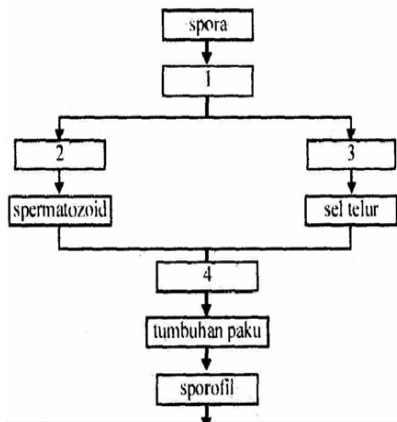 spora
1
2
3
spermatozoid
sel telur
4
tumbuhan paku
sporofil